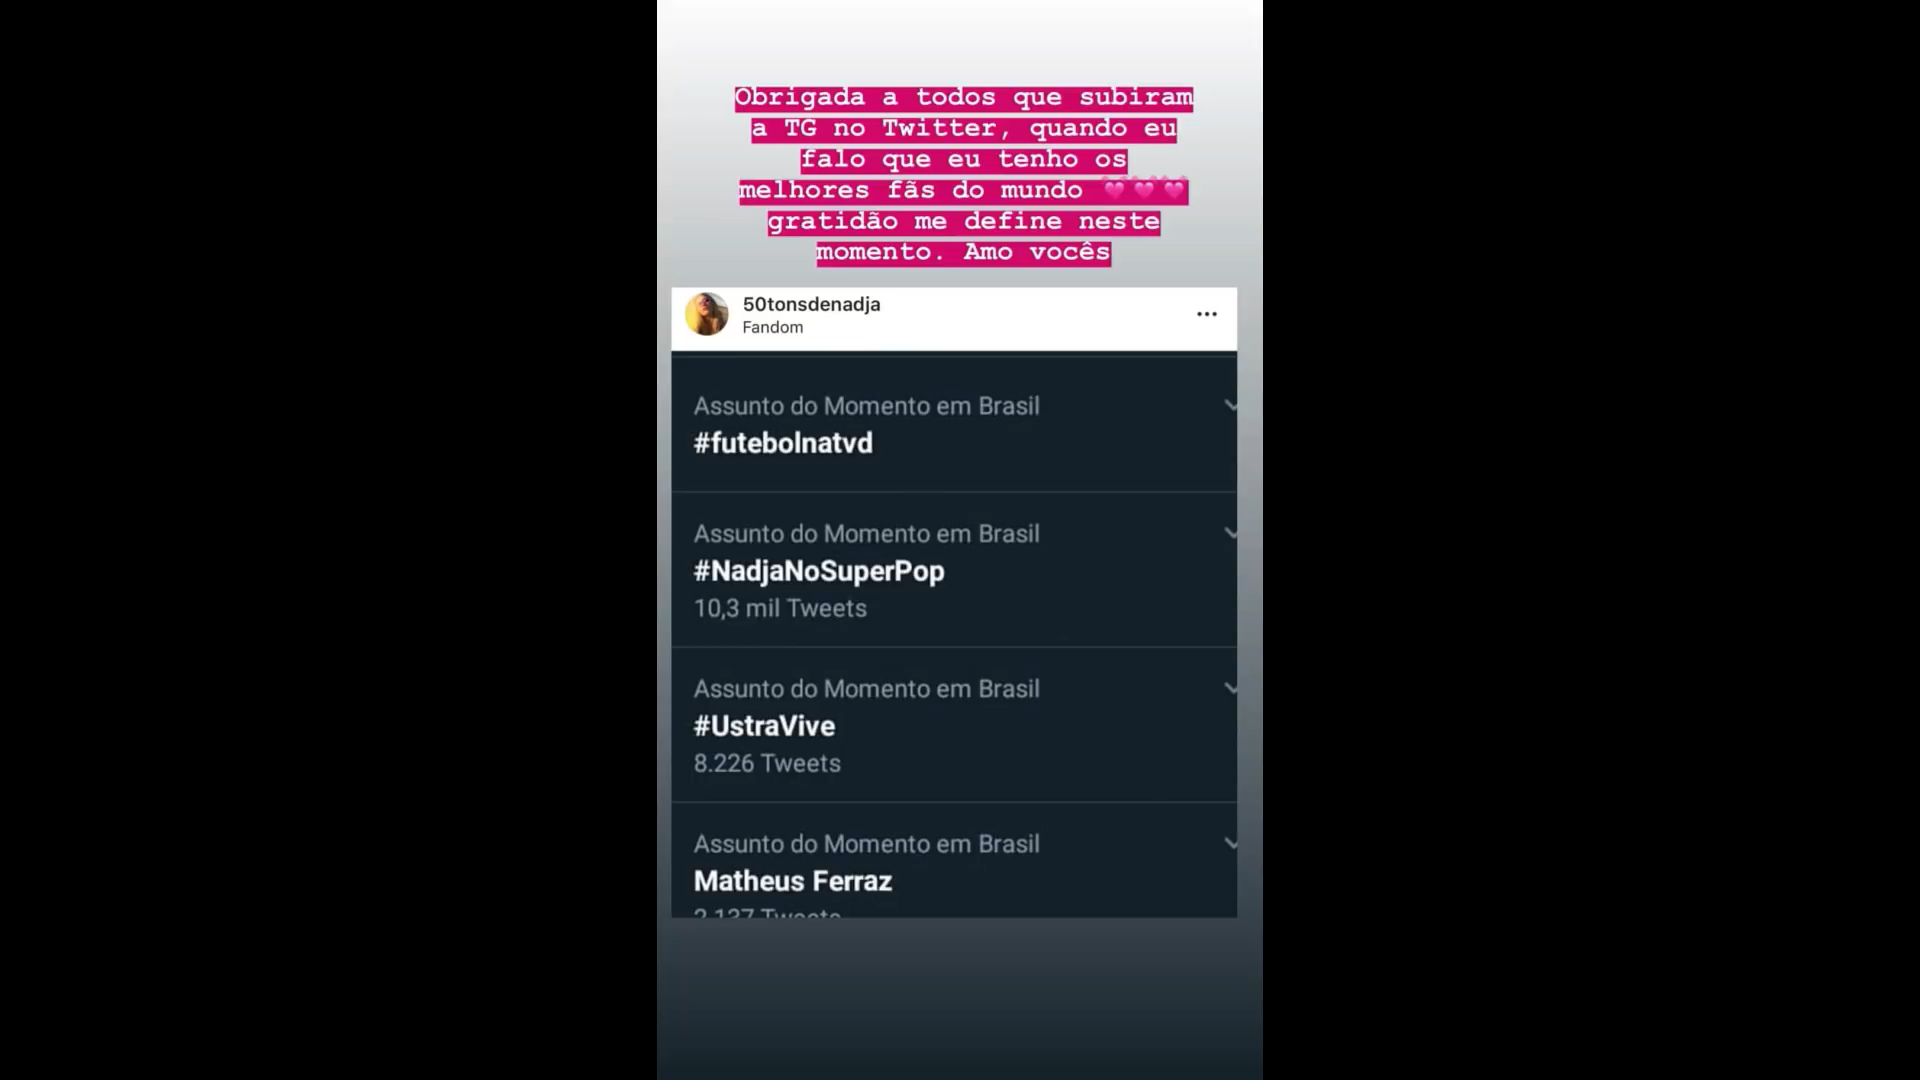 Obrigada a todos que subiram
a TG no Twitter, quando eu
falo que eu tenho os
melhores fãs do mundo 💓💓💓
gratidão me define neste
momento. Amo vocês
50tonsdenadja
Fandom
Assunto do Momento em Brasil
#futebolnatvd
Assunto do Momento em Brasil
#NadjaNoSuperPop
10,3 mil Tweets
Assunto do Momento em Brasil
#UstraVive
8.226 Tweets
Assunto do Momento em Brasil
Matheus Ferraz
2.137 Tweets